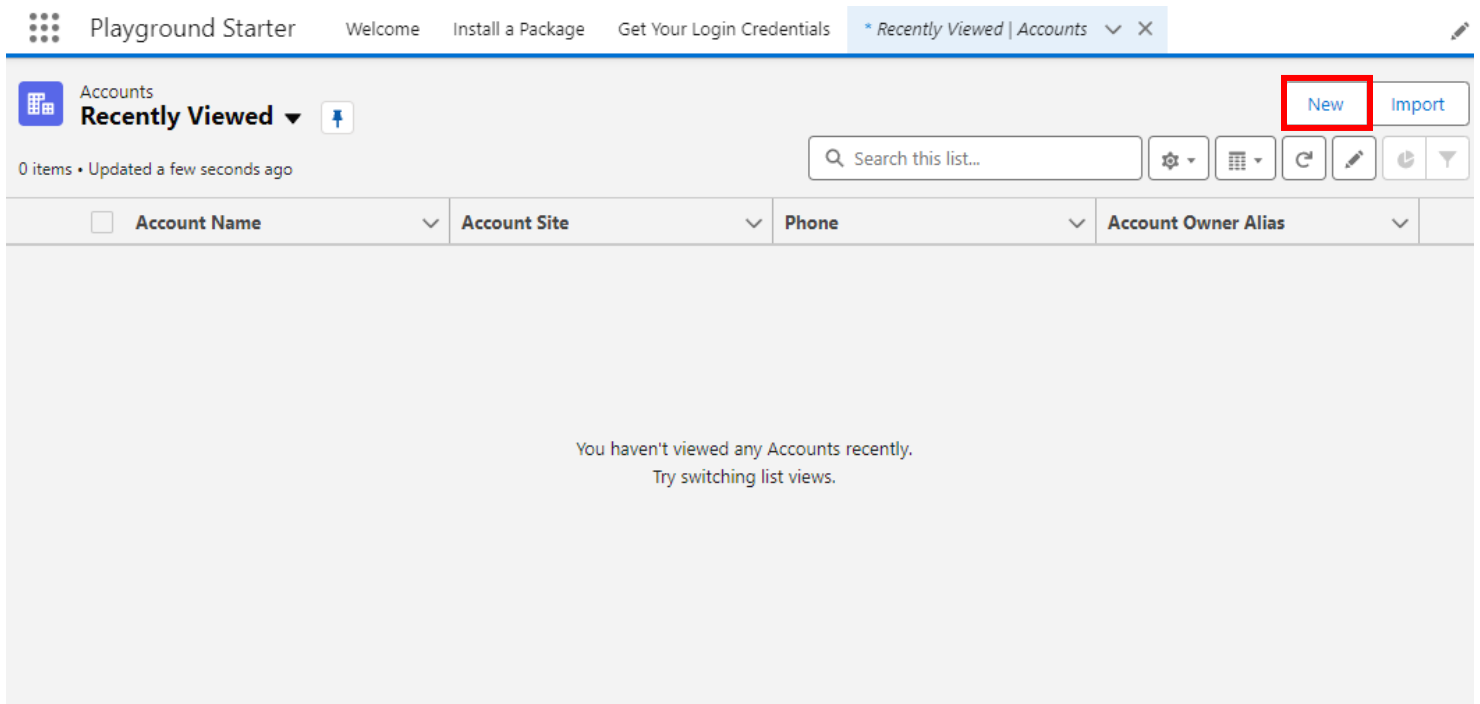 Playground Starter Welcome Install a Package Get Your Login Credentials * Recently Viewed | Accounts
Accounts
Recently Viewed
New Import
0 items • Updated a few seconds ago
Search this list...
Account Name Account Site Phone Account Owner Alias
You haven't viewed any Accounts recently.
Try switching list views.